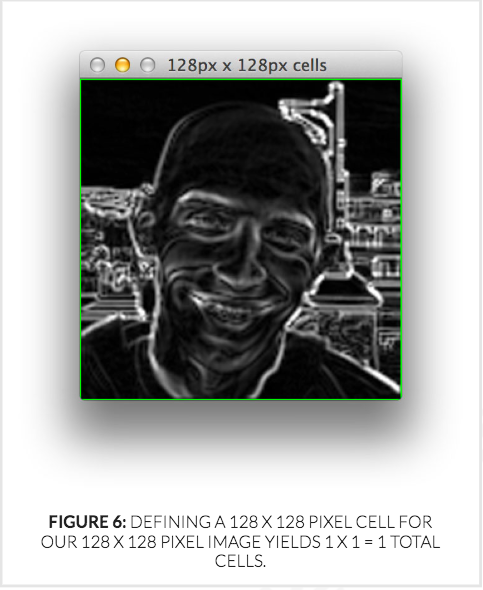 128px x 128px cells
FIGURE 6: DEFINING A 128 X 128 PIXEL CELL FOR
OUR 128 X 128 PIXEL IMAGE YIELDS 1 X 1 = 1 TOTAL
CELLS.